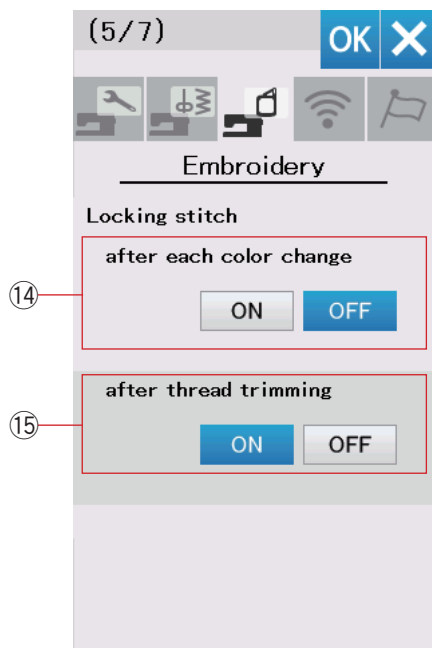 (5/7) OK X
Embroidery
Locking stitch
after each color change
⑭ ON OFF
after thread trimming
⑮ ON OFF